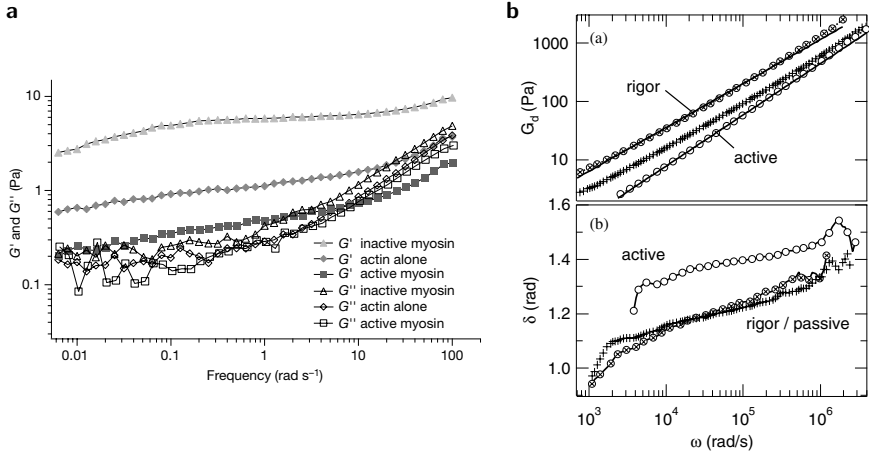 a
10
1
0.1
G' and G'' (Pa)
0.01
0.1
1
10
100
Frequency (rad s⁻¹)
G' inactive myosin
G' actin alone
G' active myosin
G'' inactive myosin
G'' actin alone
G'' active myosin
b
(a)
1000
100
10
G_d (Pa)
rigor
active
(b)
1.6
1.4
1.2
1.0
δ (rad)
active
rigor / passive
10³
10⁴
10⁵
10⁶
ω (rad/s)